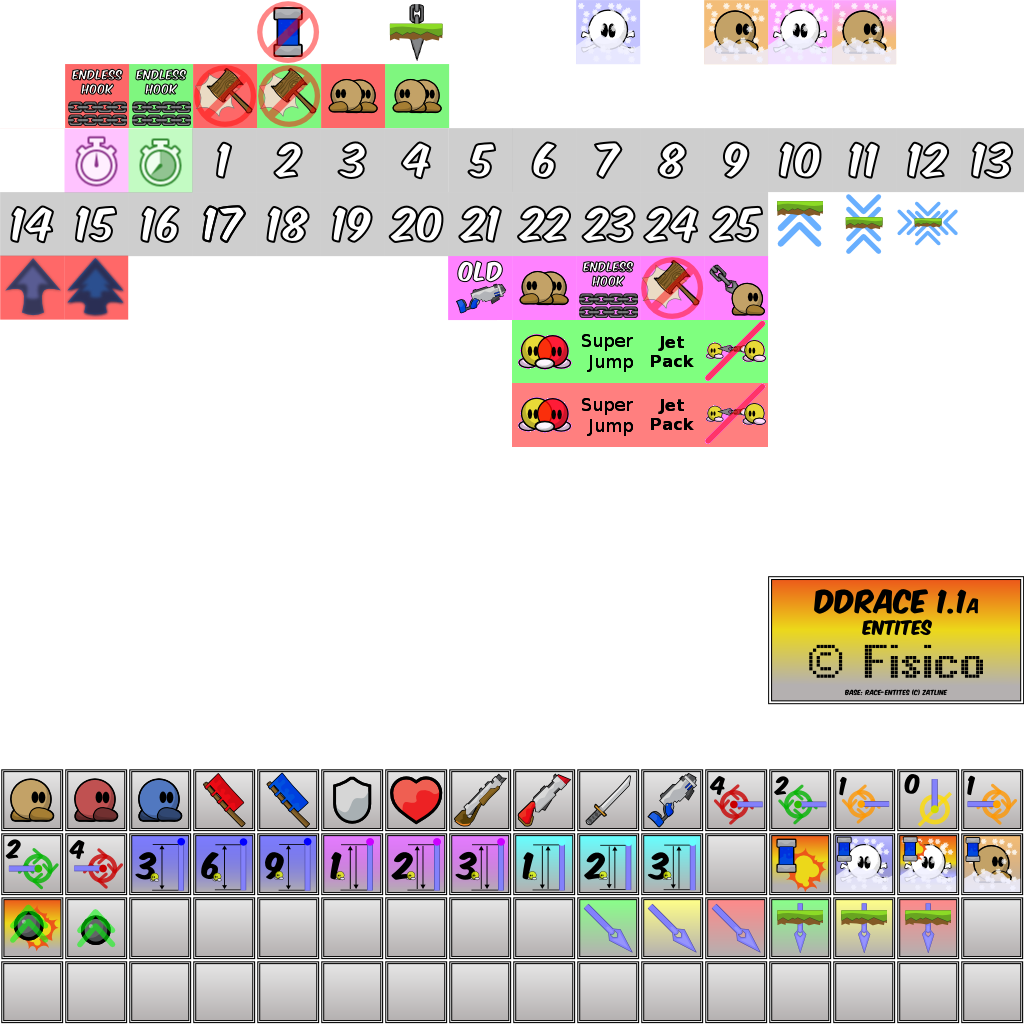 ENDLESS HOOK
ENDLESS HOOK
1 2 3 4 5 6 7 8 9 10 11 12 13
14 15 16 17 18 19 20 21 22 23 24 25
OLD
ENDLESS HOOK
Super Jump
Jet Pack
Super Jump
Jet Pack
DDRACE 1.1A
ENTITES
© Fisico
BASE: RACE-ENTITES (C) ZATLINE
4 2 1 0 1
2 4 3 6 9 1 2 3 1 2 3